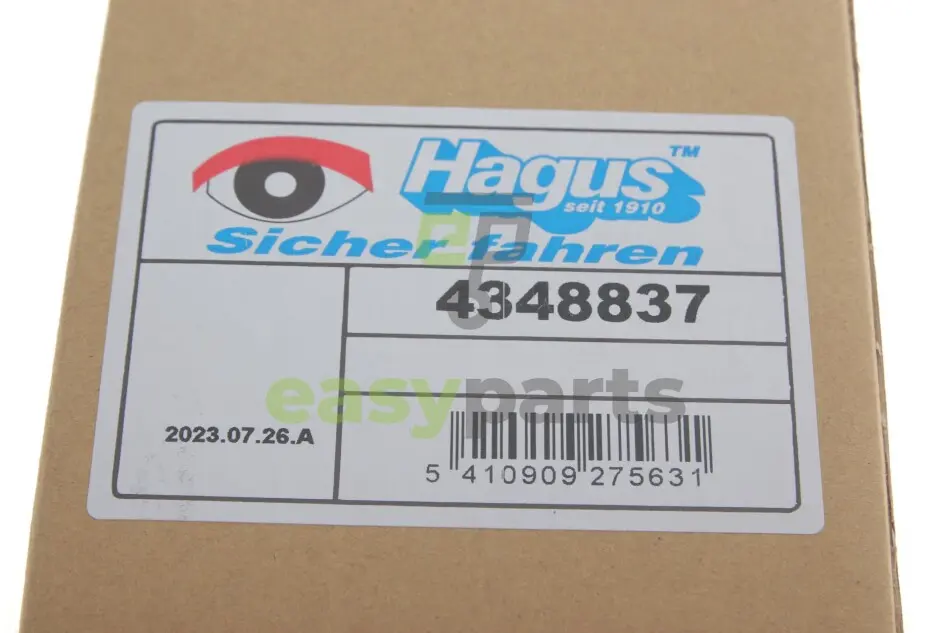 Hagus™
seit 1910
Sicher fahren
4348837
easyparts
2023.07.26.A
5 410909 275631